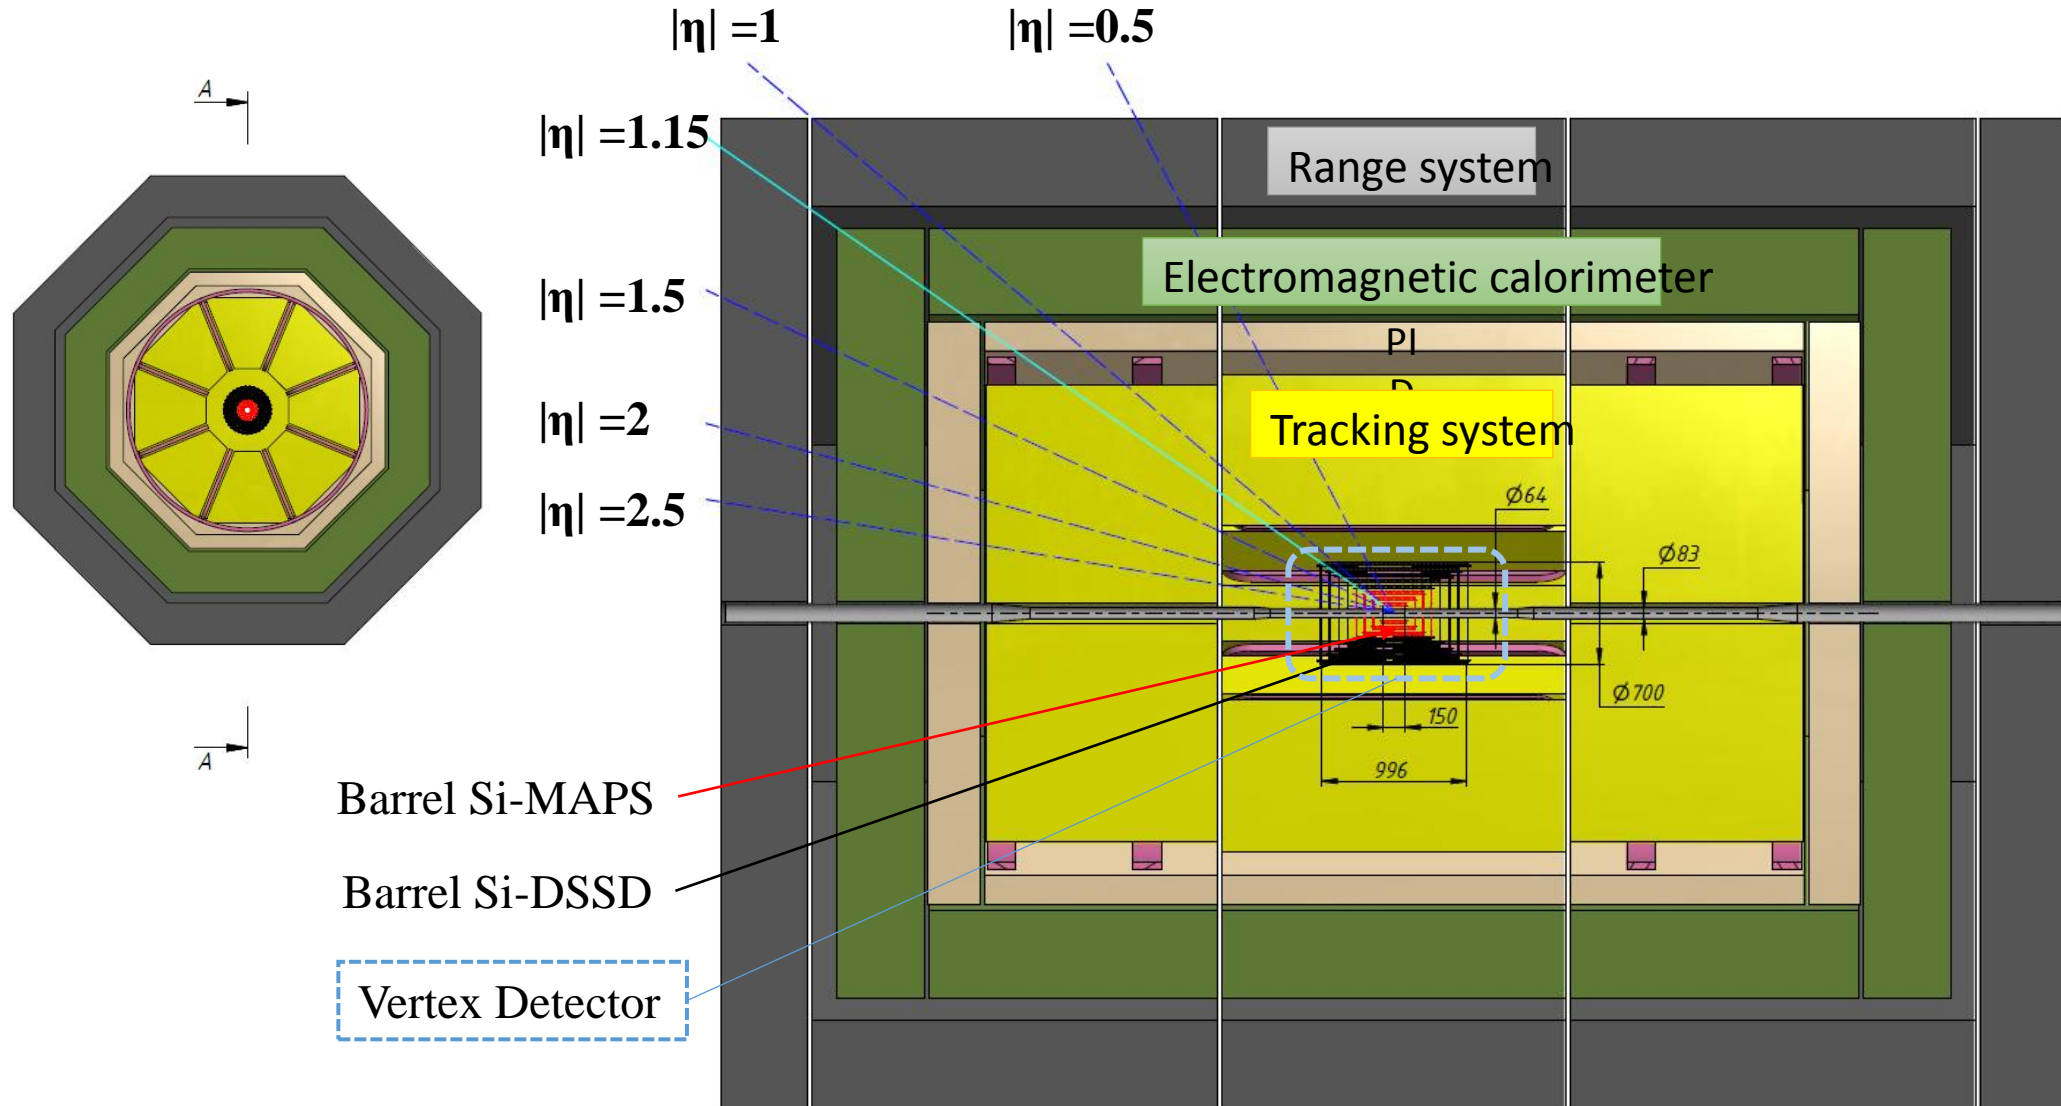 |η| =1
|η| =0.5
A
|η| =1.15
Range system
Electromagnetic calorimeter
|η| =1.5
PI
D
|η| =2
Tracking system
|η| =2.5
Ø64
Ø83
Ø700
150
996
A
Barrel Si-MAPS
Barrel Si-DSSD
Vertex Detector